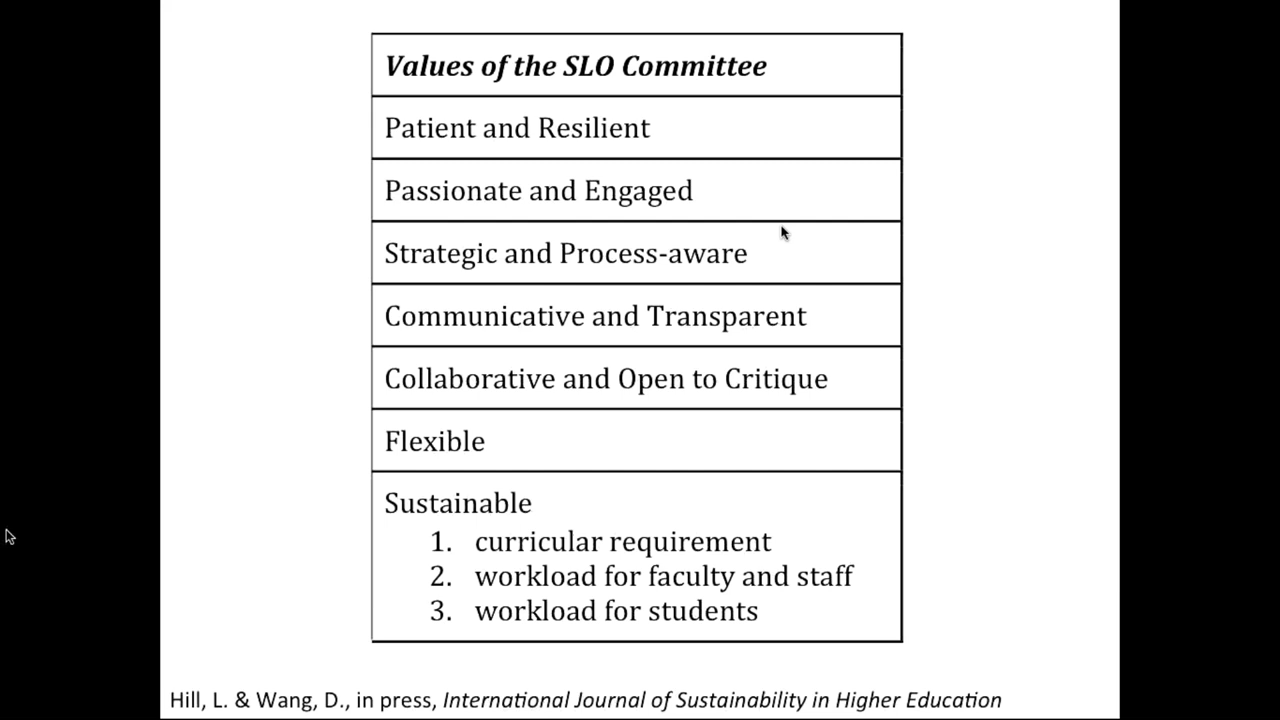 Values of the SLO Committee
Patient and Resilient
Passionate and Engaged
Strategic and Process-aware
Communicative and Transparent
Collaborative and Open to Critique
Flexible
Sustainable
1. curricular requirement
2. workload for faculty and staff
3. workload for students
Hill, L. & Wang, D., in press, International Journal of Sustainability in Higher Education